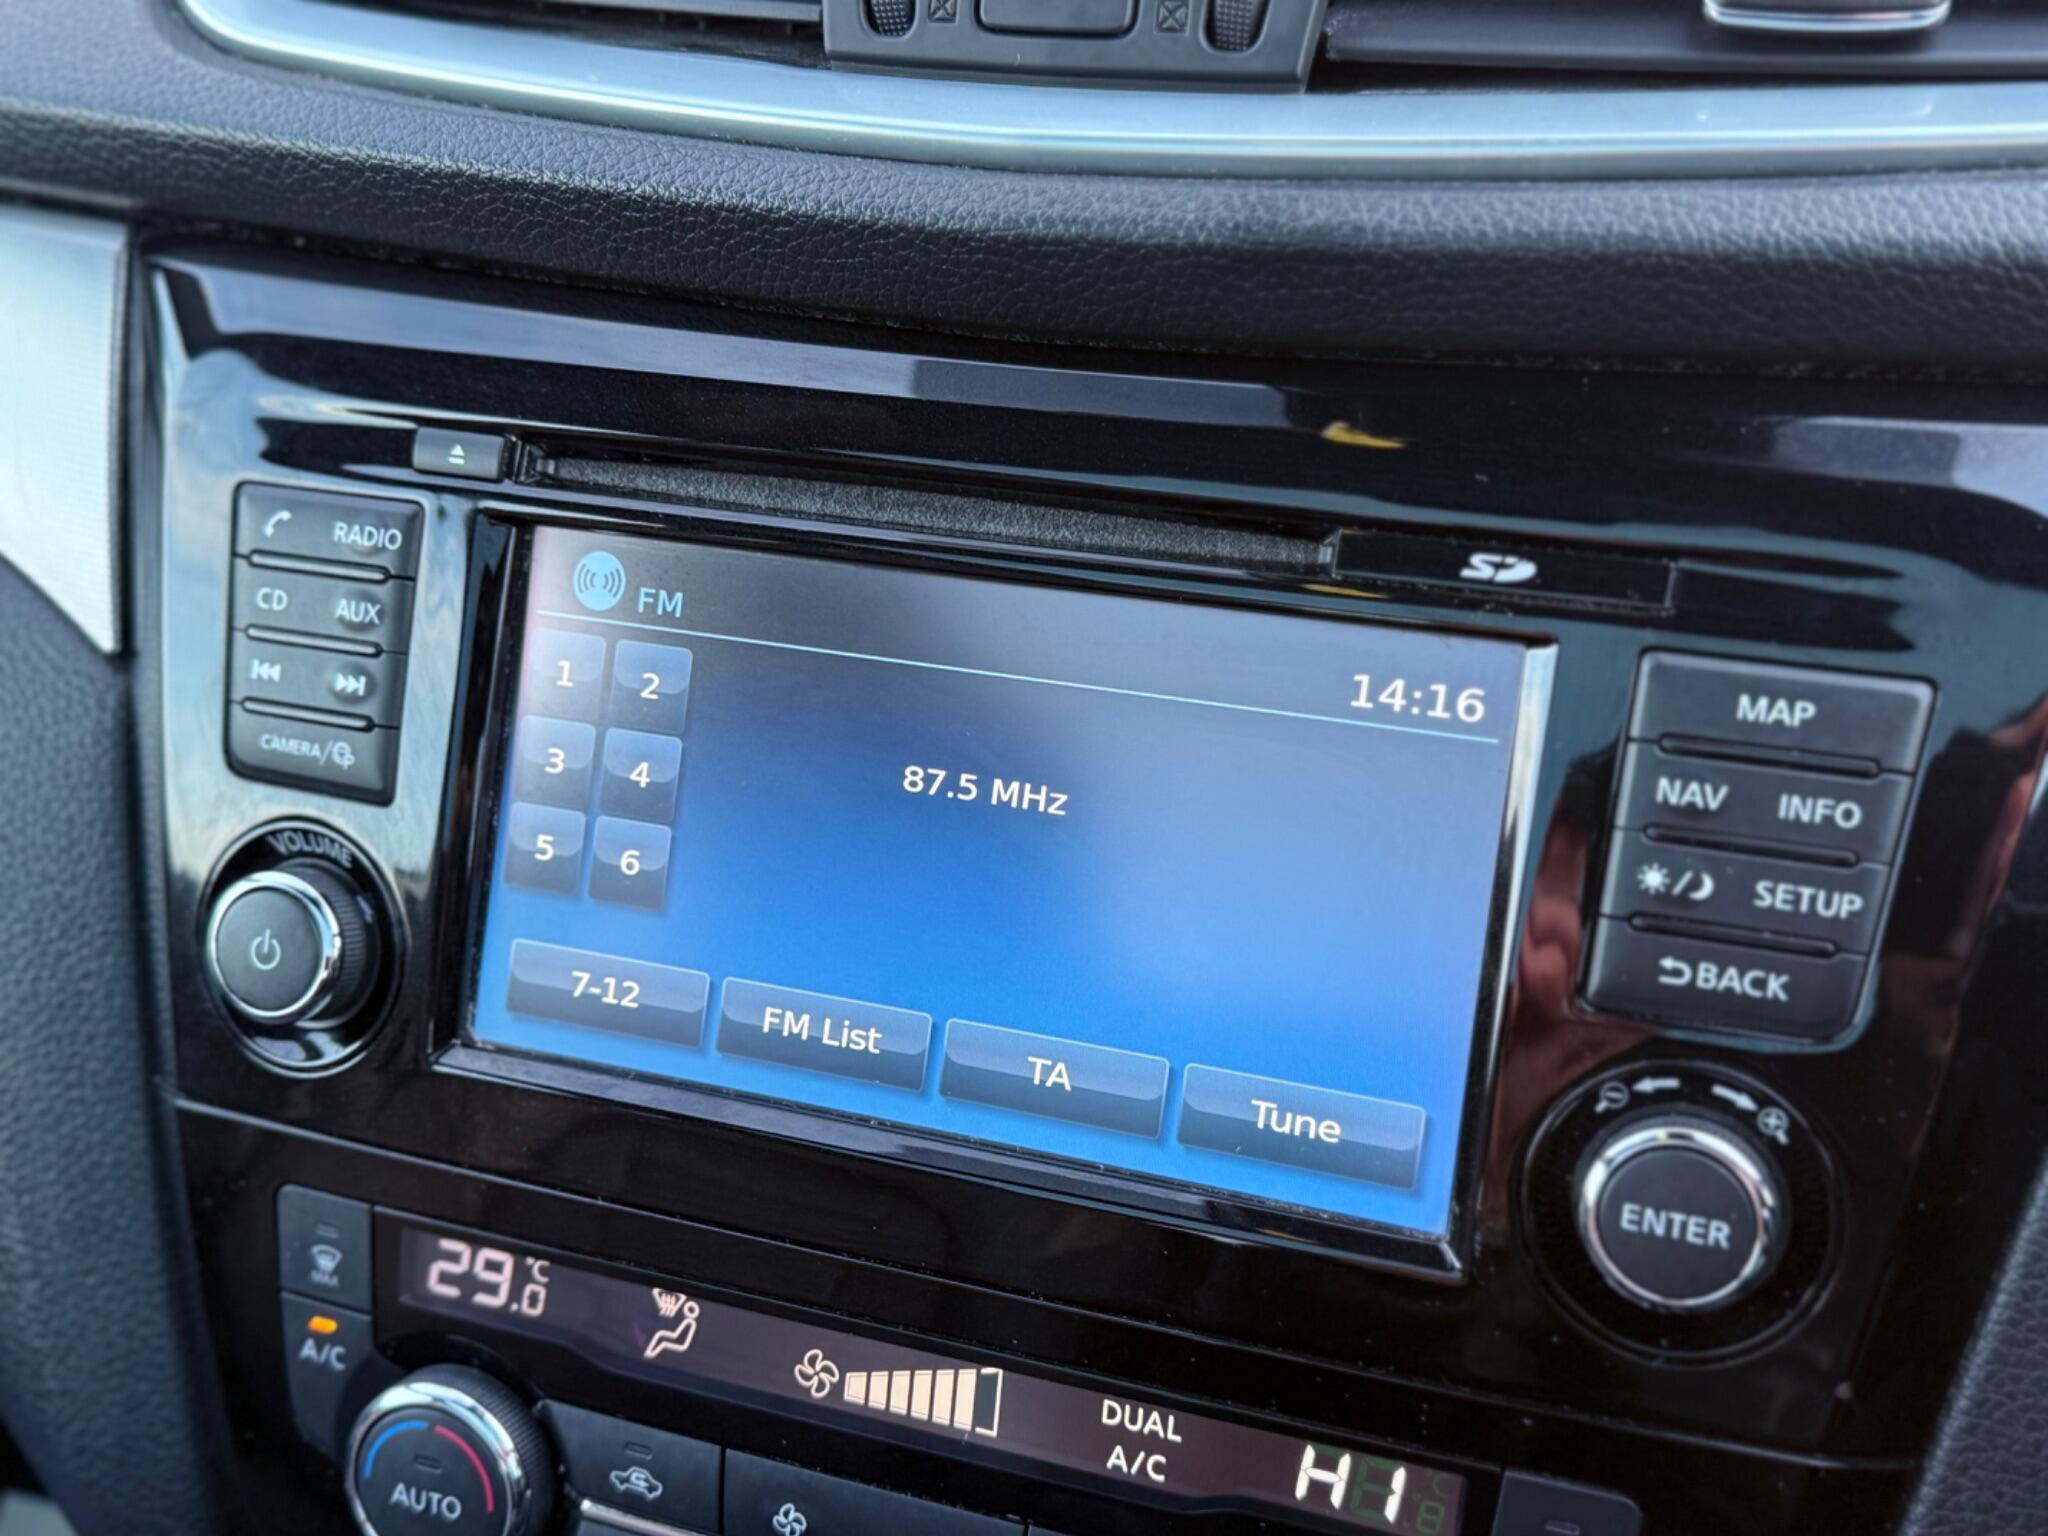 RADIO
CD AUX
CAMERA/
VOLUME
SD
FM
14:16
1 2
3 4
5 6
87.5 MHz
7-12 FM List TA Tune
MAP
NAV INFO
SETUP
BACK
ENTER
MAX
A/C
29.0 °C
DUAL
A/C
HI
AUTO